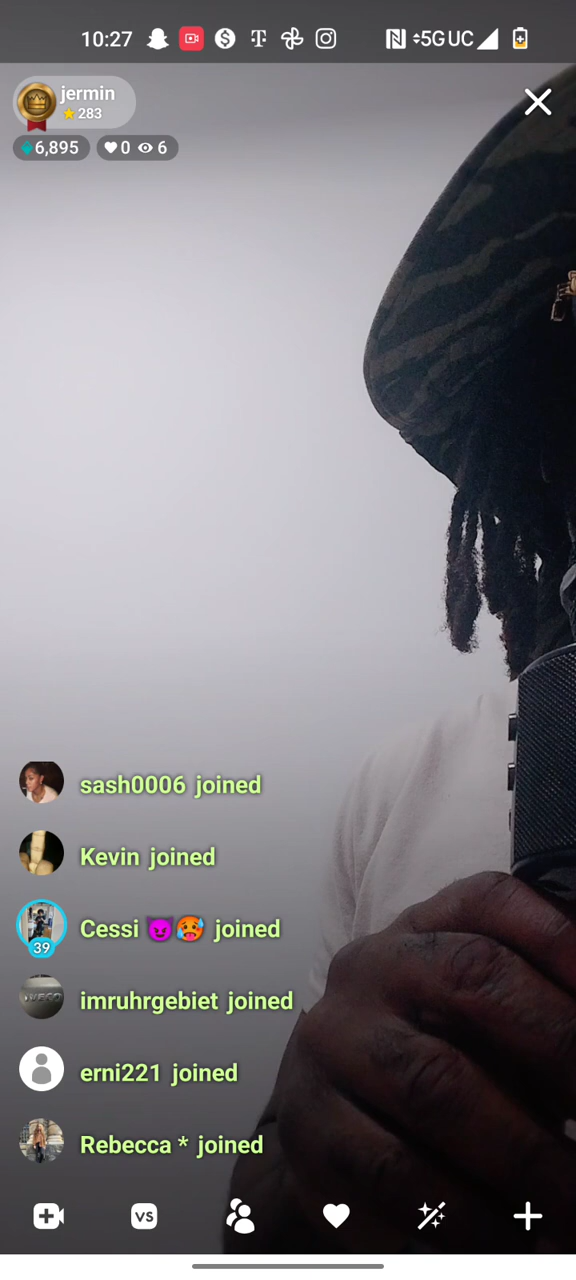 10:27
5G UC
jermin
283
6,895
0
6
sash0006 joined
Kevin joined
Cessi 😈🥵 joined
39
IVECO
imruhrgebiet joined
erni221 joined
Rebecca * joined
VS